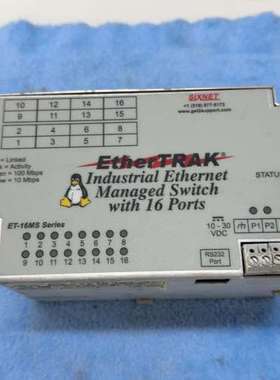 SIXNET
+1 (518) 877-5173
www.get2support.com
10 12 14 16
9 11 13 15
2 4 6 8
1 3 5 7
= Linked
= Activity
= 100 Mbps
= 10 Mbps
EtherTRAK®
Industrial Ethernet
Managed Switch
with 16 Ports
STATU
ET-16MS Series
1 2 3 4 5 6 7 8
9 10 11 12 13 14 15 16
RS232
Port
10 - 30
VDC
P1 P2